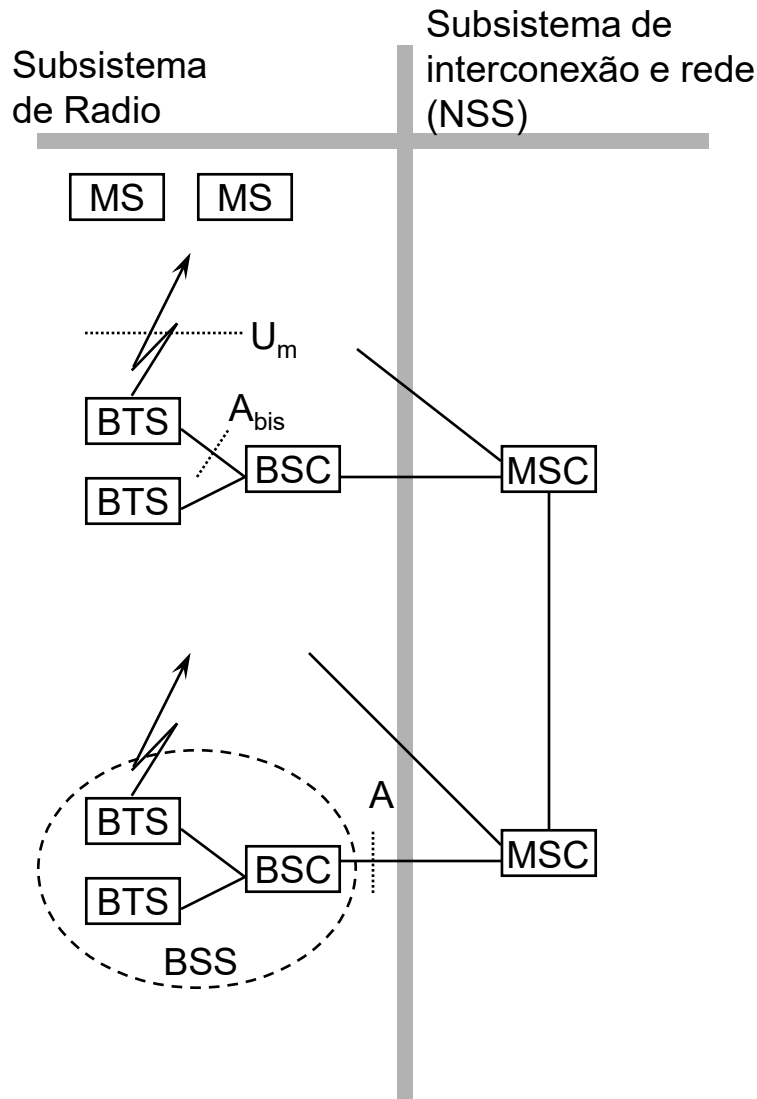 Subsistema
de Radio
Subsistema de
interconexão e rede
(NSS)
MS
MS
Um
BTS
Abis
BSC
BTS
MSC
BTS
A
BSC
BTS
MSC
BSS